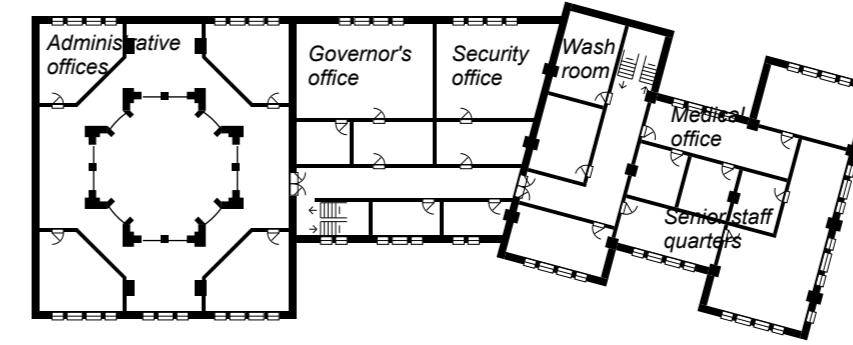 Administrative
offices
Governor's
office
Security
office
Wash
room
Medical
office
Senior staff
quarters